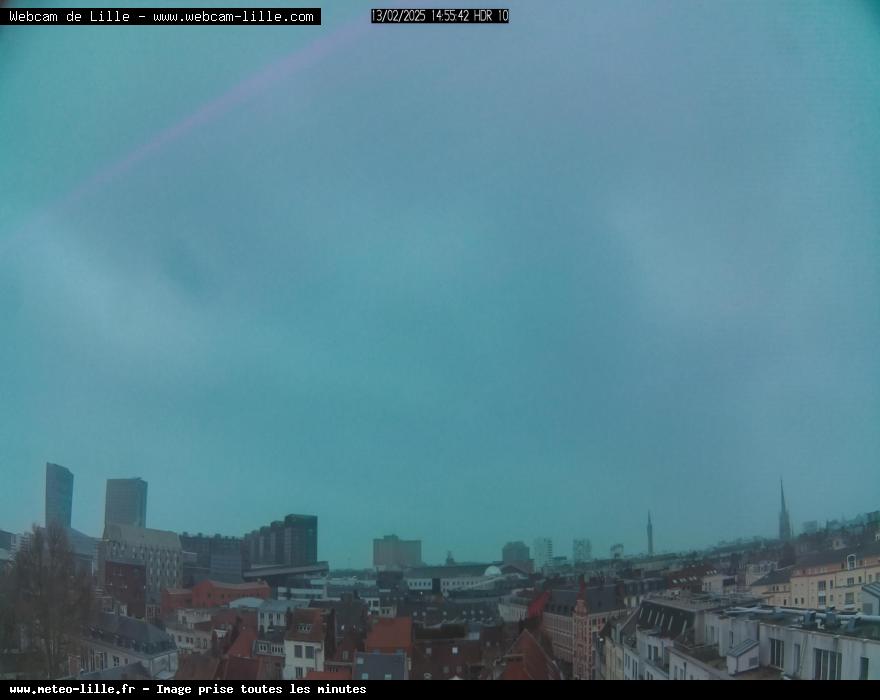 Webcam de Lille - www.webcam-lille.com
13/02/2025 14:55:42 HDR 10
www.meteo-lille.fr - Image prise toutes les minutes